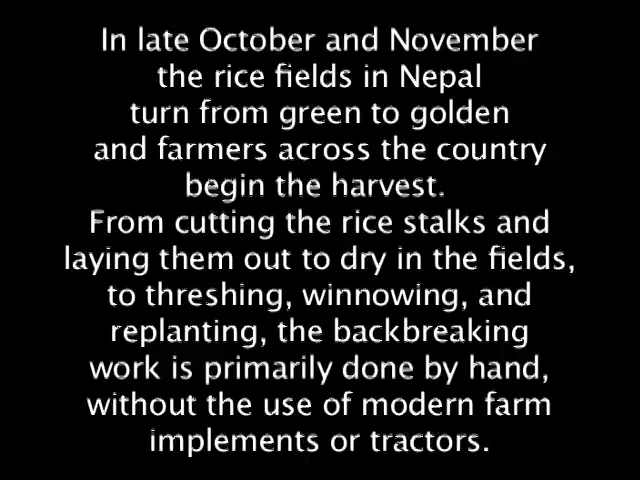 In late October and November
the rice fields in Nepal
turn from green to golden
and farmers across the country
begin the harvest.
From cutting the rice stalks and
laying them out to dry in the fields,
to threshing, winnowing, and
replanting, the backbreaking
work is primarily done by hand,
without the use of modern farm
implements or tractors.